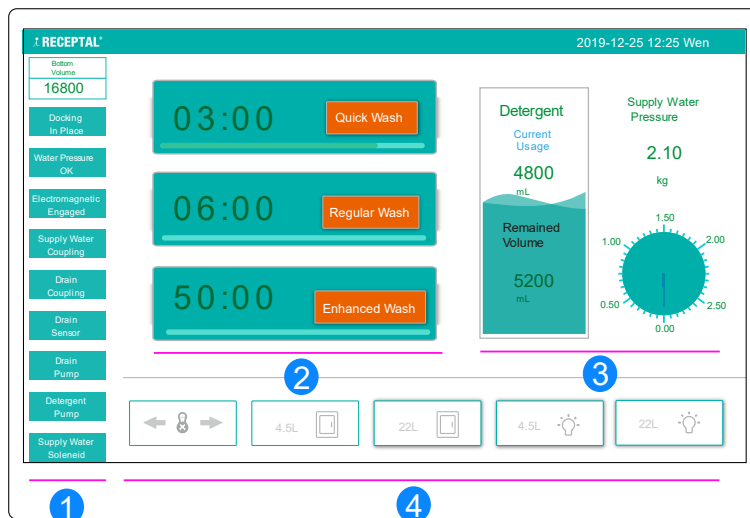 RECEPTAL®
2019-12-25 12:25 Wen
Bottom
Volume
16800
Docking
In Place
Water Pressure
OK
Electromagnetic
Engaged
Supply Water
Coupling
Drain
Coupling
Drain
Sensor
Drain
Pump
Detergent
Pump
Supply Water
Soleneid
1
03:00
Quick Wash
06:00
Regular Wash
50:00
Enhanced Wash
2
Detergent
Current
Usage
4800
mL
Remained
Volume
5200
mL
Supply Water
Pressure
2.10
kg
1.50
1.00
2.00
0.50
2.50
0.00
3
4.5L
22L
4.5L
22L
4